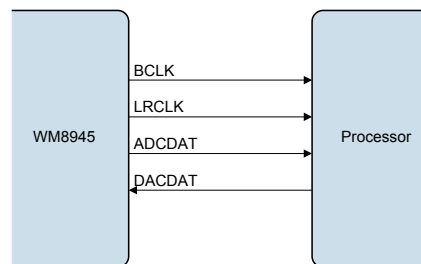 BCLK
LRCLK
WM8945
ADCDAT
Processor
DACDAT